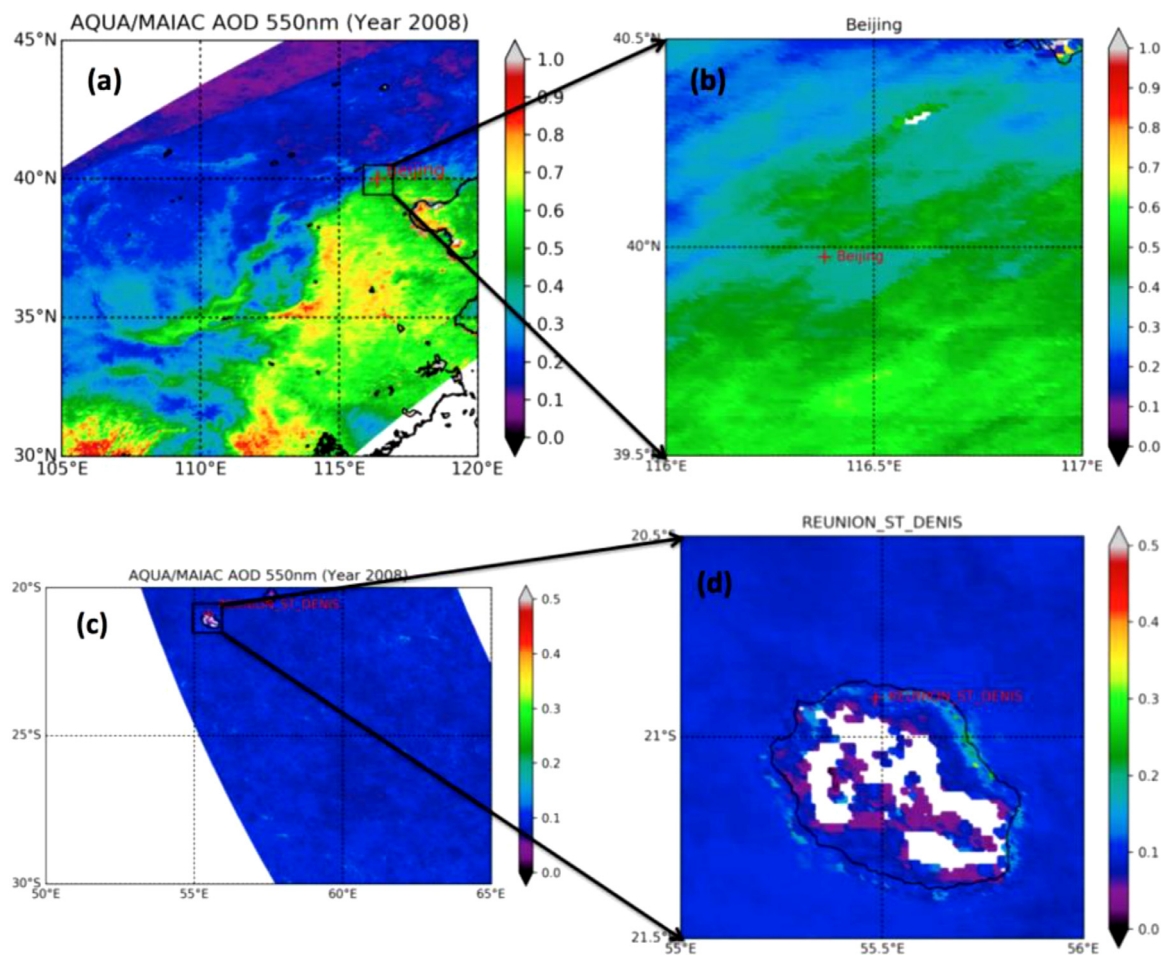 AQUA/MAIAC AOD 550nm (Year 2008)
45°N
40°N
35°N
30°N
105°E
110°E
115°E
120°E
(a)
Beijing
1.0
0.9
0.8
0.7
0.6
0.5
0.4
0.3
0.2
0.1
0.0
Beijing
40.5°N
40°N
39.5°N
116°E
116.5°E
117°E
(b)
Beijing
1.0
0.9
0.8
0.7
0.6
0.5
0.4
0.3
0.2
0.1
0.0
AQUA/MAIAC AOD 550nm (Year 2008)
20°S
25°S
30°S
50°E
55°E
60°E
65°E
(c)
REUNION_ST_DENIS
0.5
0.4
0.3
0.2
0.1
0.0
REUNION_ST_DENIS
20.5°S
21°S
21.5°S
55°E
55.5°E
56°E
(d)
REUNION_ST_DENIS
0.5
0.4
0.3
0.2
0.1
0.0